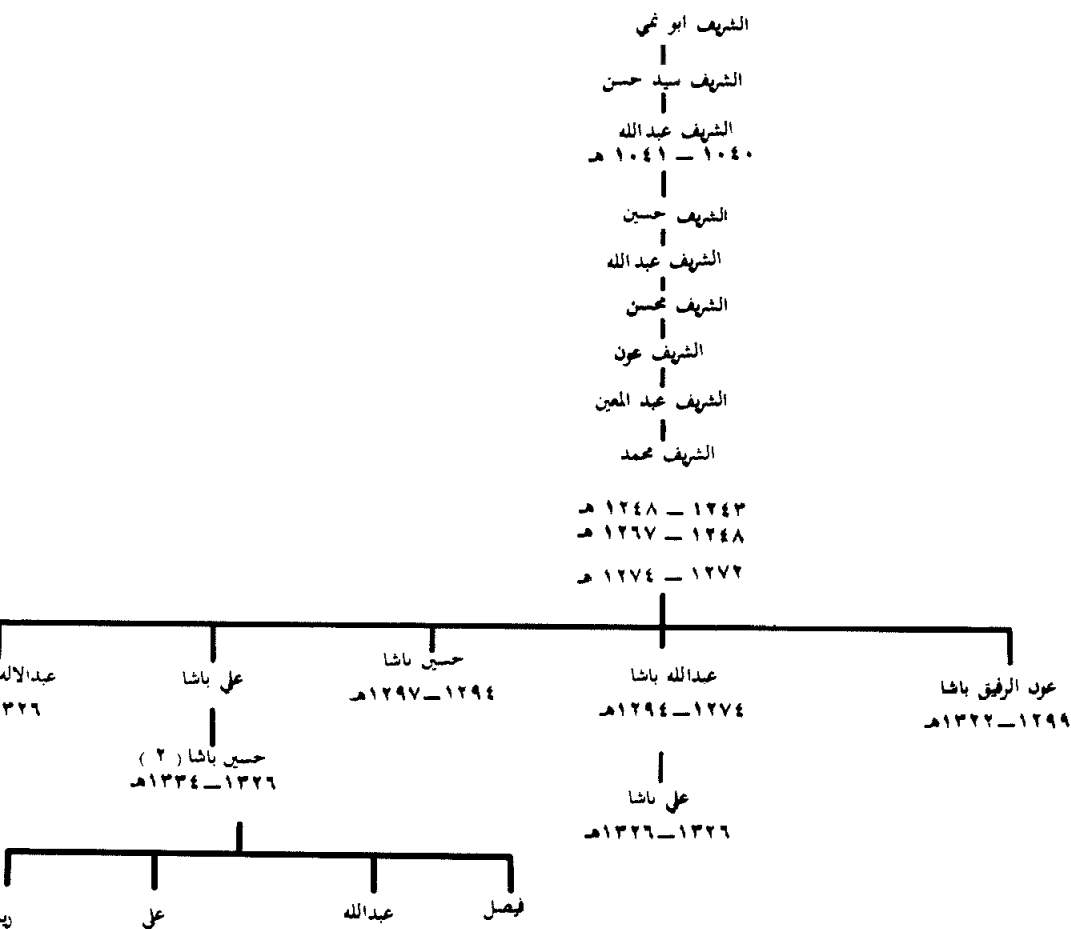 الشريف ابو نمي
الشريف سيد حسن
الشريف عبدالله
١٠٤٠ — ١٠٤١ هـ
الشريف حسين
الشريف عبدالله
الشريف محسن
الشريف عون
الشريف عبد المعين
الشريف محمد
١٢٤٣ — ١٢٤٨ هـ
١٢٤٨ — ١٢٦٧ هـ
١٢٧٢ — ١٢٧٤ هـ
عون الرفيق باشا
١٢٩٩—١٣٢٢هـ
عبدالله باشا
١٢٧٤—١٢٩٤هـ
حسين باشا
١٢٩٤—١٢٩٧هـ
علي باشا
عبدالاله
علي باشا
١٣٢٦—١٣٢٦هـ
حسين باشا ( ٢ )
١٣٢٦—١٣٣٤هـ
فيصل
عبدالله
علي